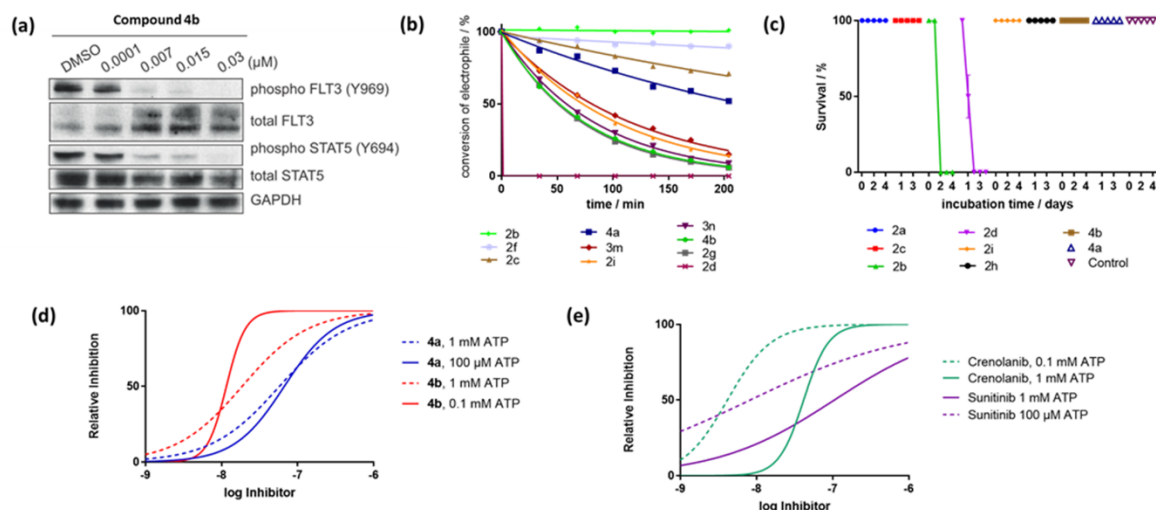 (a)
Compound 4b
DMSO
0.0001
0.007
0.015
0.03
(µM)
phospho FLT3 (Y969)
total FLT3
phospho STAT5 (Y694)
total STAT5
GAPDH
(b)
conversion of electrophile / %
100
50
0
0 50 100 150 200
time / min
2b 4a 3n
2f 3m 4b
2c 2i 2g
2d
(c)
Survival / %
100
50
0
0 2 4 1 3 0 2 4 1 3 0 2 4 1 3 0 2 4 1 3 0 2 4
incubation time / days
2a 2d 4b
2c 2i 4a
2b 2h Control
(d)
Relative Inhibition
100
50
0
-9 -8 -7 -6
log Inhibitor
4a, 1 mM ATP
4a, 100 µM ATP
4b, 1 mM ATP
4b, 0.1 mM ATP
(e)
Relative Inhibition
100
50
0
-9 -8 -7 -6
log Inhibitor
Crenolanib, 0.1 mM ATP
Crenolanib, 1 mM ATP
Sunitinib 1 mM ATP
Sunitinib 100 µM ATP